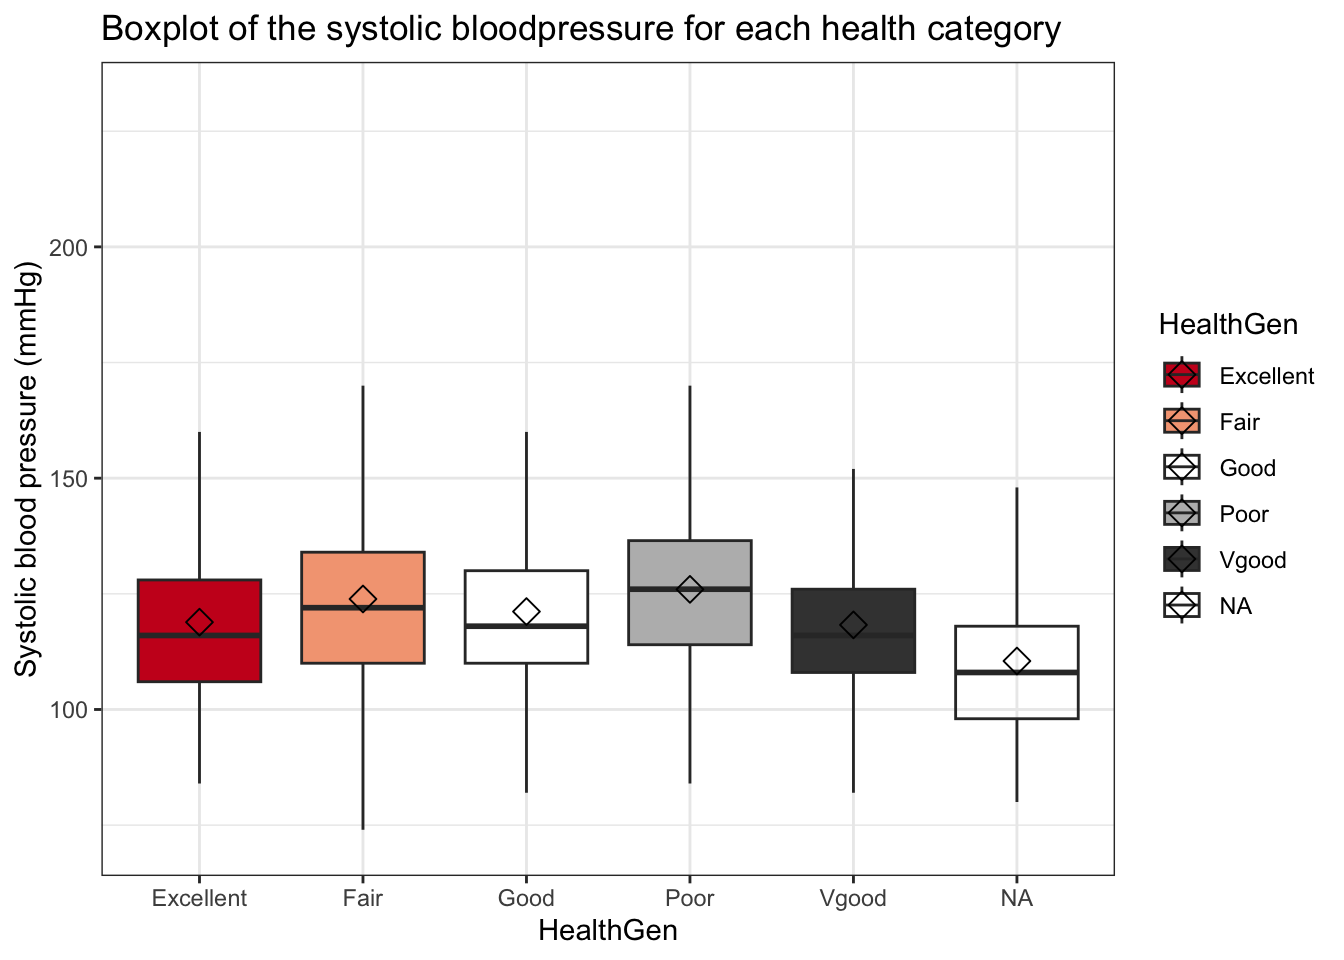 Boxplot of the systolic bloodpressure for each health category
Systolic blood pressure (mmHg)
200
150
100
Excellent
Fair
Good
Poor
Vgood
NA
HealthGen
HealthGen
Excellent
Fair
Good
Poor
Vgood
NA